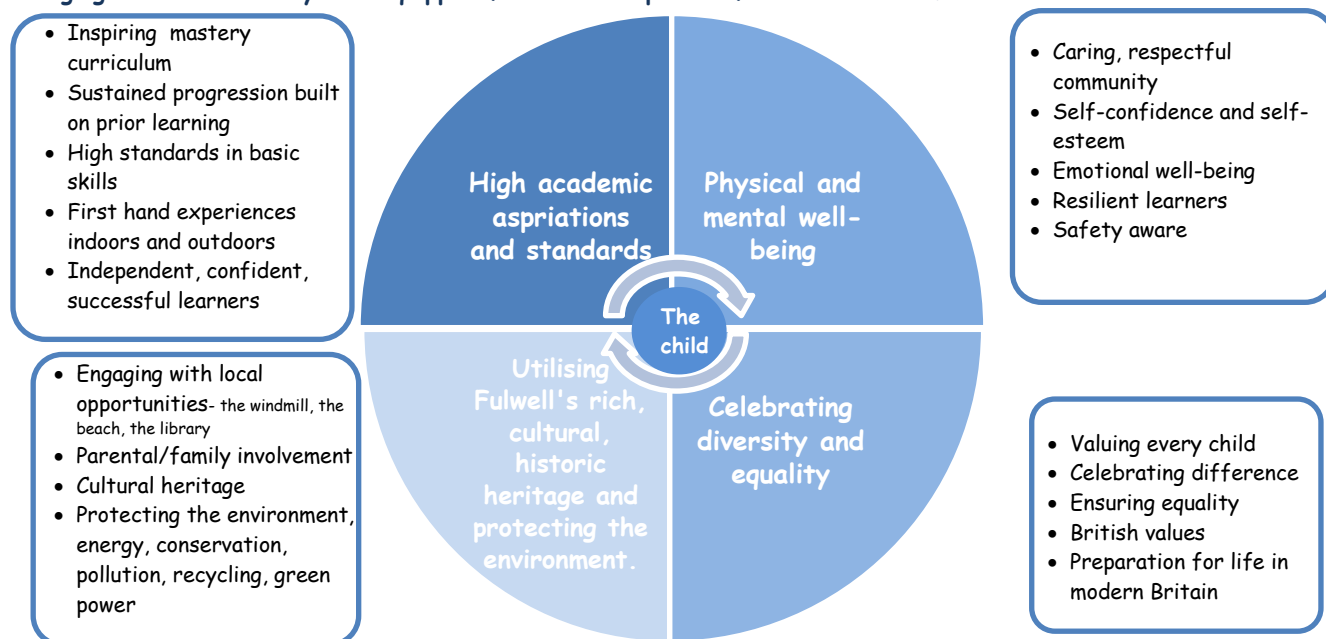 • Inspiring mastery
curriculum
• Sustained progression built
on prior learning
• High standards in basic
skills
• First hand experiences
indoors and outdoors
• Independent, confident,
successful learners
High academic
aspriations
and standards
Physical and
mental well-
being
• Caring, respectful
community
• Self-confidence and self-
esteem
• Emotional well-being
• Resilient learners
• Safety aware
The
child
• Engaging with local
opportunities- the windmill, the
beach, the library
• Parental/family involvement
• Cultural heritage
• Protecting the environment,
energy, conservation,
pollution, recycling, green
power
Utilising
Fulwell's rich,
cultural,
historic
heritage and
protecting the
environment.
Celebrating
diversity and
equality
• Valuing every child
• Celebrating difference
• Ensuring equality
• British values
• Preparation for life in
modern Britain